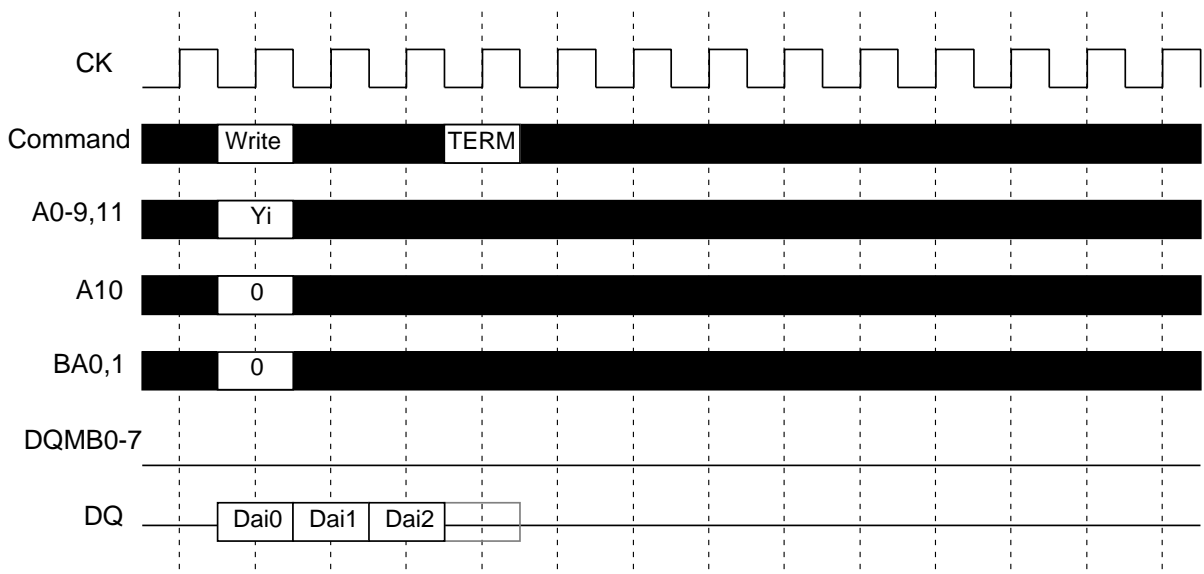 CK
Command Write TERM
A0-9,11 Yi
A10 0
BA0,1 0
DQMB0-7
DQ Dai0 Dai1 Dai2